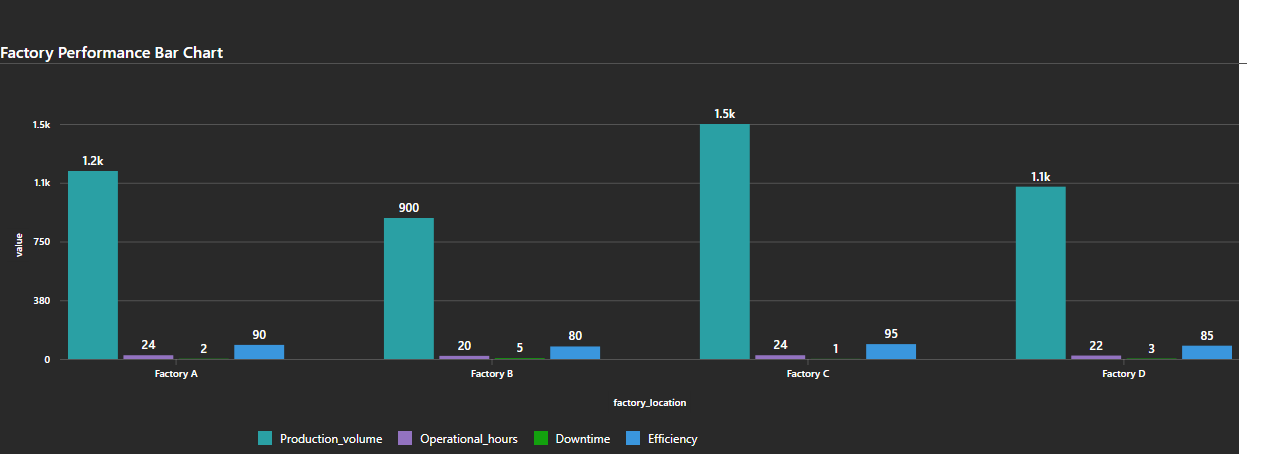 Factory Performance Bar Chart
1.5k
1.5k
1.2k
1.1k
1.1k
900
750
value
380
24
2
90
20
5
80
24
1
95
22
3
85
0
Factory A
Factory B
Factory C
Factory D
factory_location
Production_volume
Operational_hours
Downtime
Efficiency